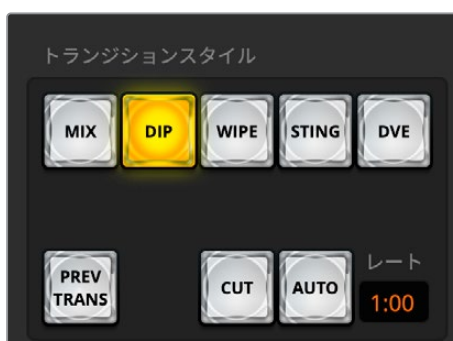 トランジションスタイル
MIX
DIP
WIPE
STING
DVE
PREV
TRANS
CUT
AUTO
レート
1:00